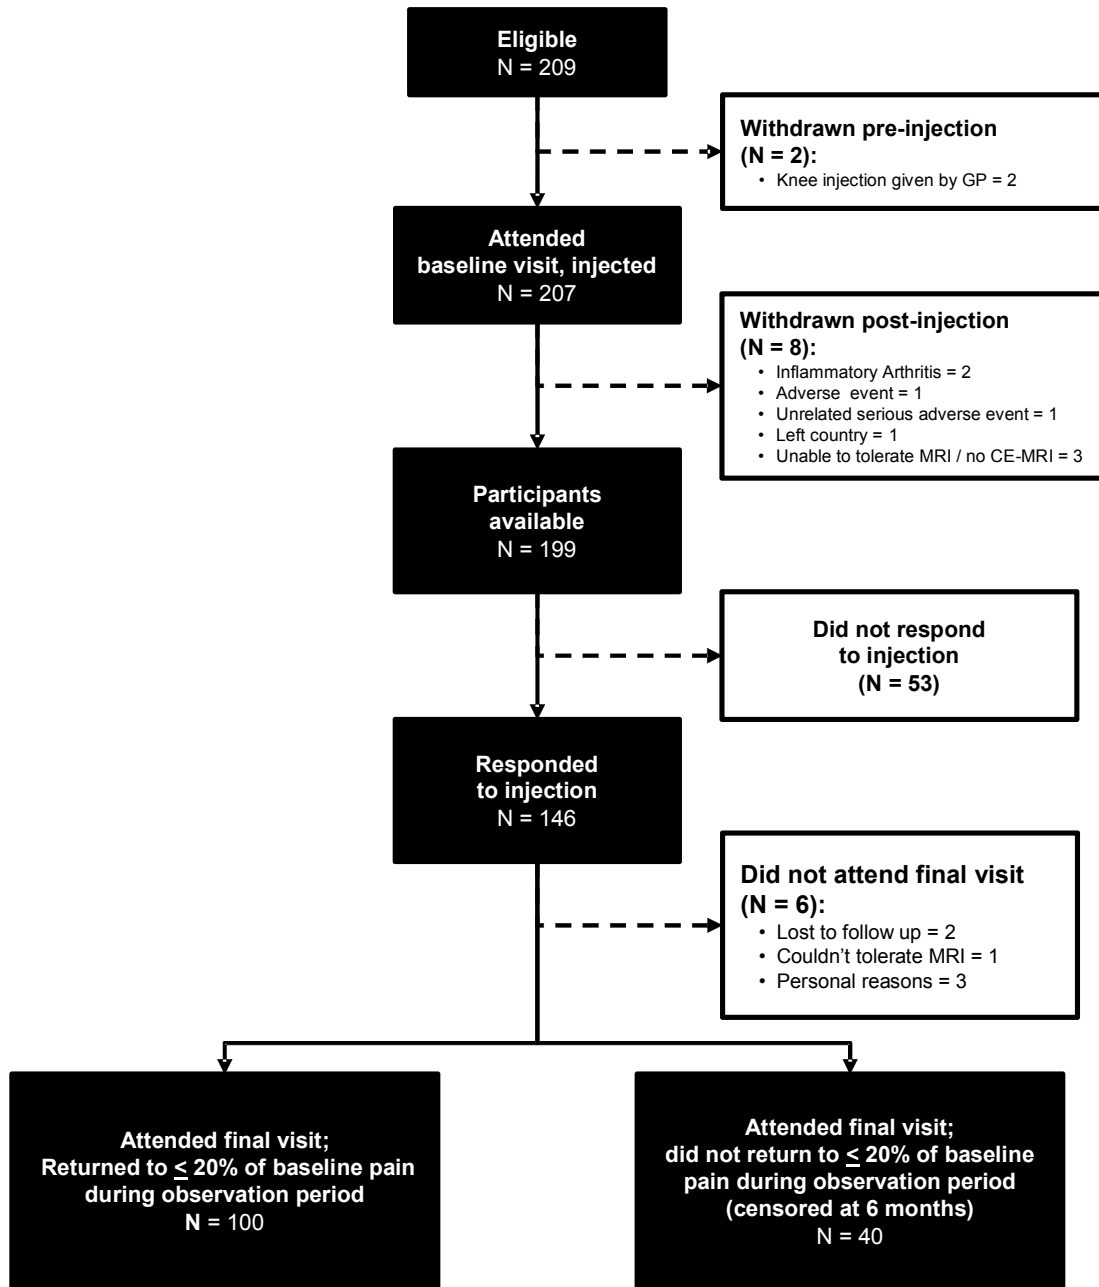 Eligible
N = 209
Withdrawn pre-injection
(N = 2):
• Knee injection given by GP = 2
Attended
baseline visit, injected
N = 207
Withdrawn post-injection
(N = 8):
• Inflammatory Arthritis = 2
• Adverse event = 1
• Unrelated serious adverse event = 1
• Left country = 1
• Unable to tolerate MRI / no CE-MRI = 3
Participants
available
N = 199
Did not respond
to injection
(N = 53)
Responded
to injection
N = 146
Did not attend final visit
(N = 6):
• Lost to follow up = 2
• Couldn’t tolerate MRI = 1
• Personal reasons = 3
Attended final visit;
Returned to ≤ 20% of baseline pain
during observation period
N = 100
Attended final visit;
did not return to ≤ 20% of baseline
pain during observation period
(censored at 6 months)
N = 40